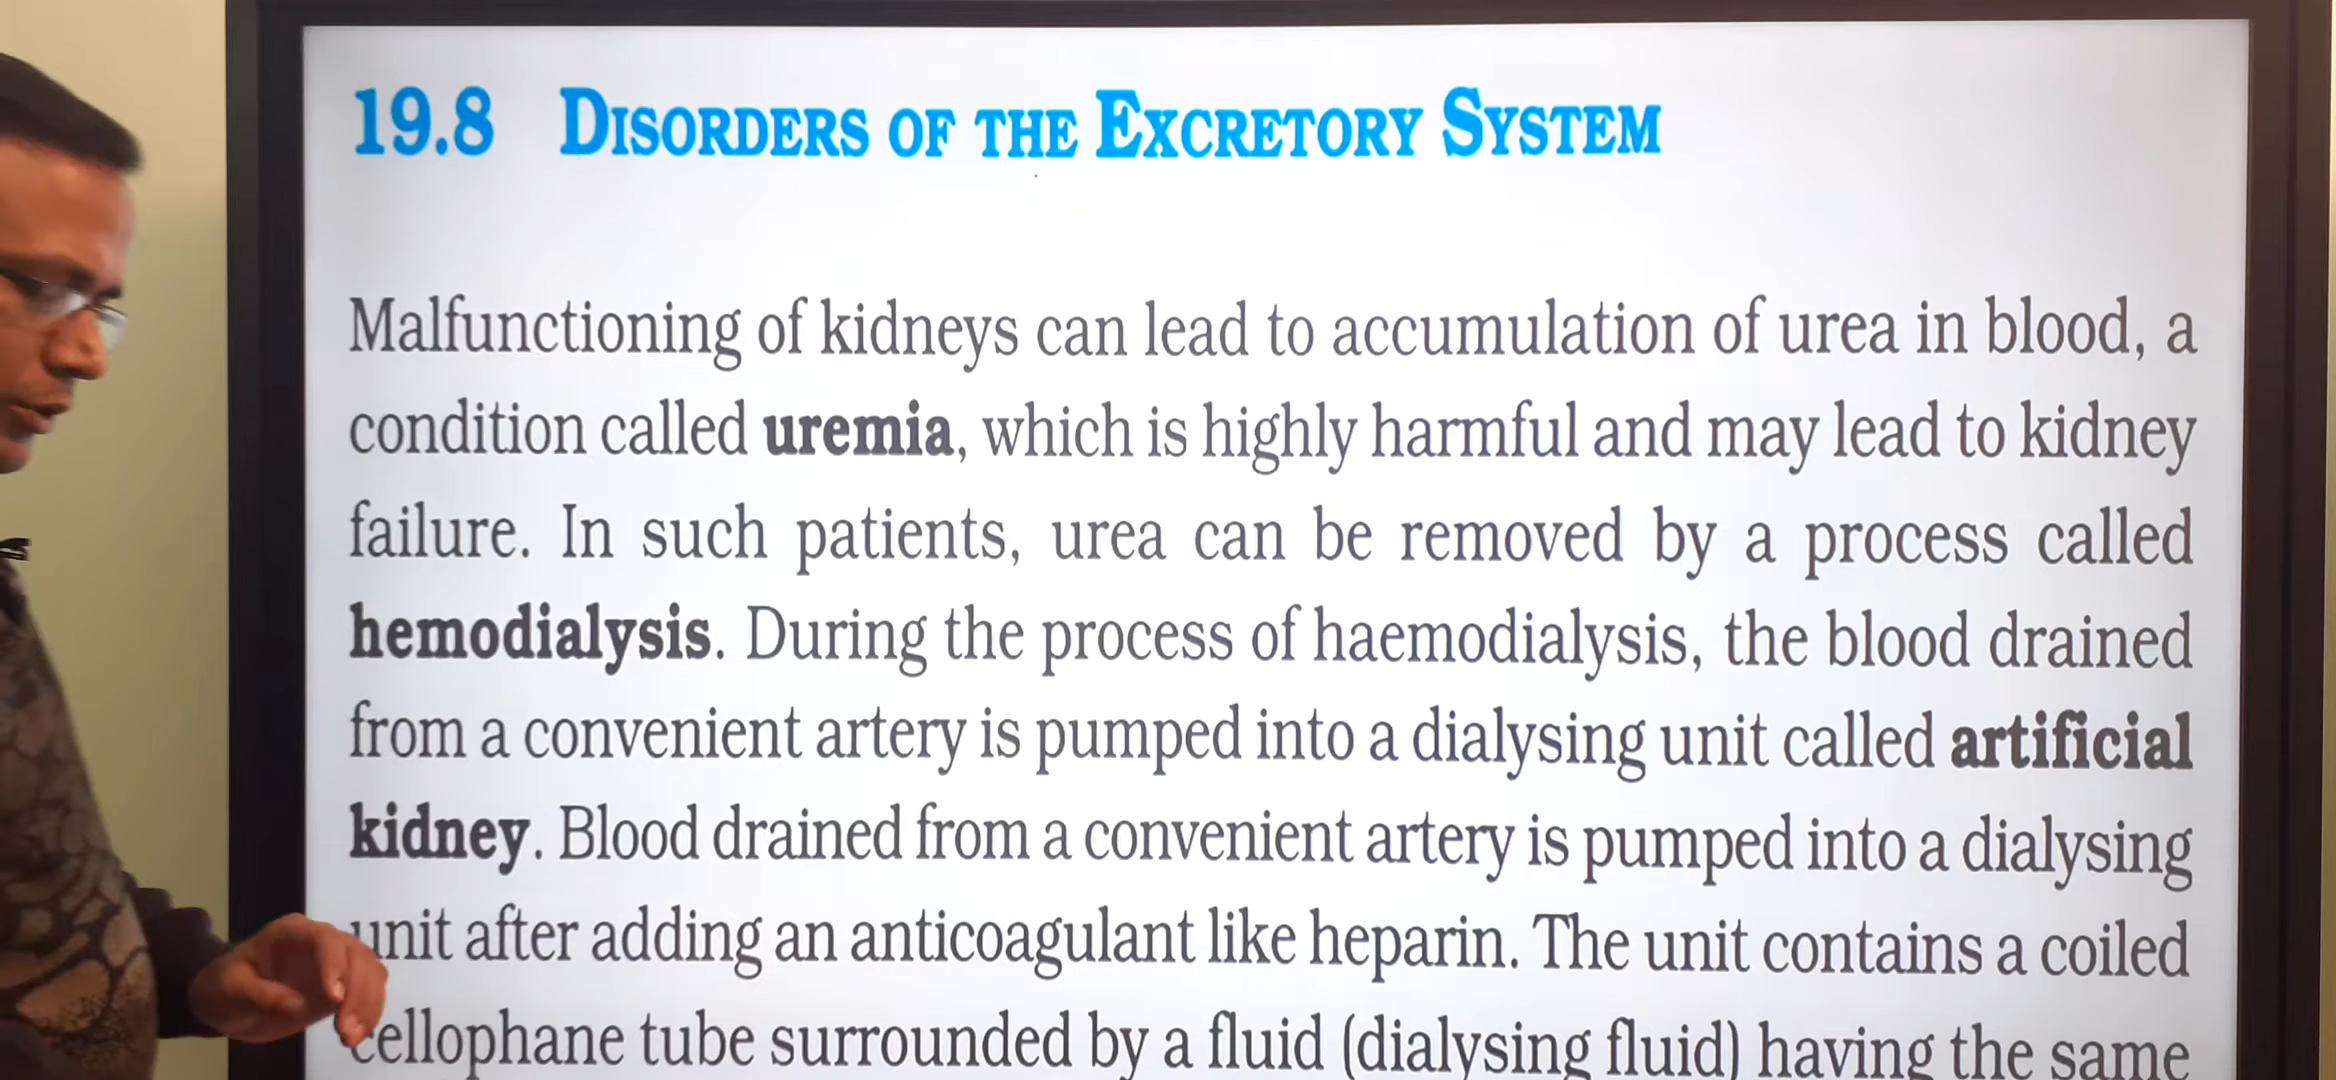 19.8 DISORDERS OF THE EXCRETORY SYSTEM
Malfunctioning of kidneys can lead to accumulation of urea in blood, a
condition called uremia, which is highly harmful and may lead to kidney
failure. In such patients, urea can be removed by a process called
hemodialysis. During the process of haemodialysis, the blood drained
from a convenient artery is pumped into a dialysing unit called artificial
kidney. Blood drained from a convenient artery is pumped into a dialysing
unit after adding an anticoagulant like heparin. The unit contains a coiled
cellophane tube surrounded by a fluid (dialysing fluid) having the same